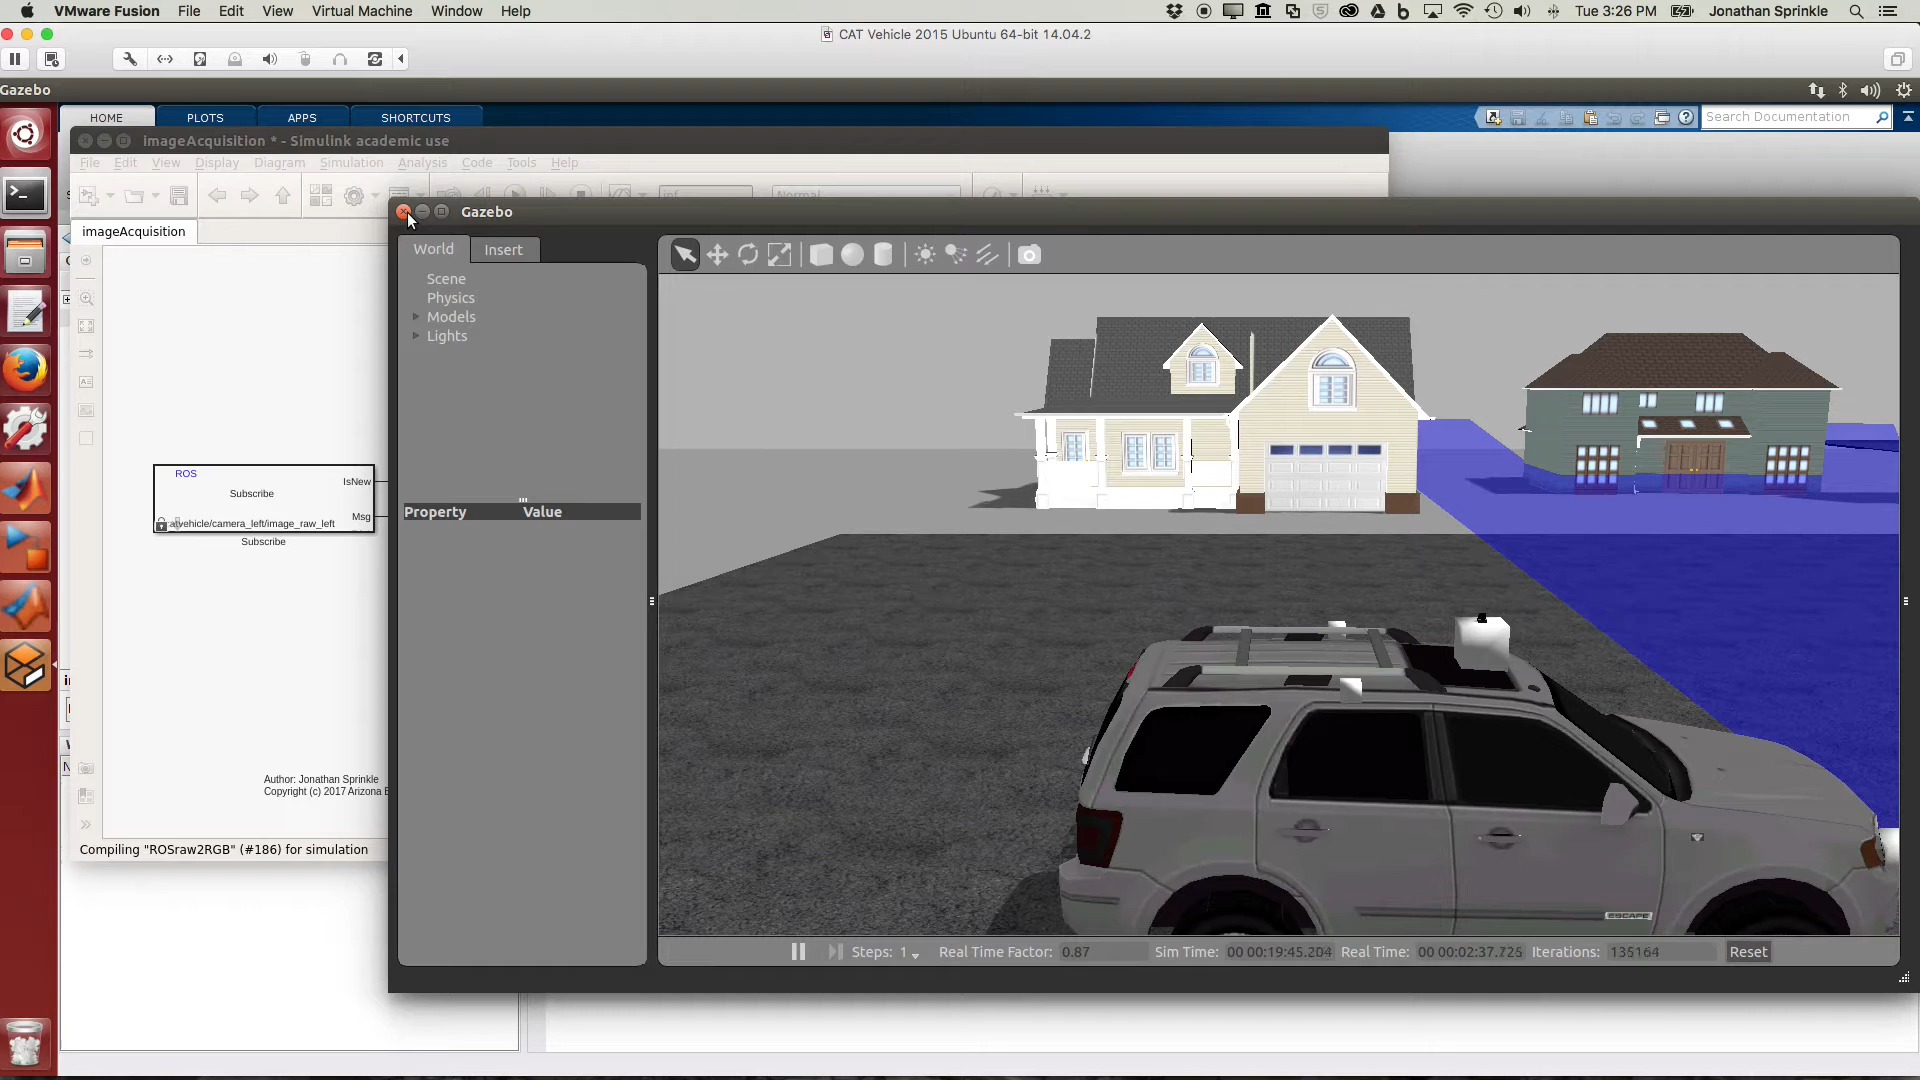 VMware Fusion File Edit View Virtual Machine Window Help Tue 3:26 PM Jonathan Sprinkle
CAT Vehicle 2015 Ubuntu 64-bit 14.04.2
Gazebo
HOME PLOTS APPS SHORTCUTS Search Documentation
imageAcquisition * - Simulink academic use
File Edit View Display Diagram Simulation Analysis Code Tools Help
inf Normal
Gazebo
imageAcquisition
World Insert
Scene
Physics
Models
Lights
ROS
IsNew
Subscribe
Property Value
Msg
/camera_left/image_raw_left
Subscribe
Author: Jonathan Sprinkle
Copyright (c) 2017 Arizona
ESCAPE
Compiling "ROSraw2RGB" (#186) for simulation
Steps: 1 Real Time Factor: 0.87 Sim Time: 00 00:19:45.204 Real Time: 00 00:02:37.725 Iterations: 135164 Reset